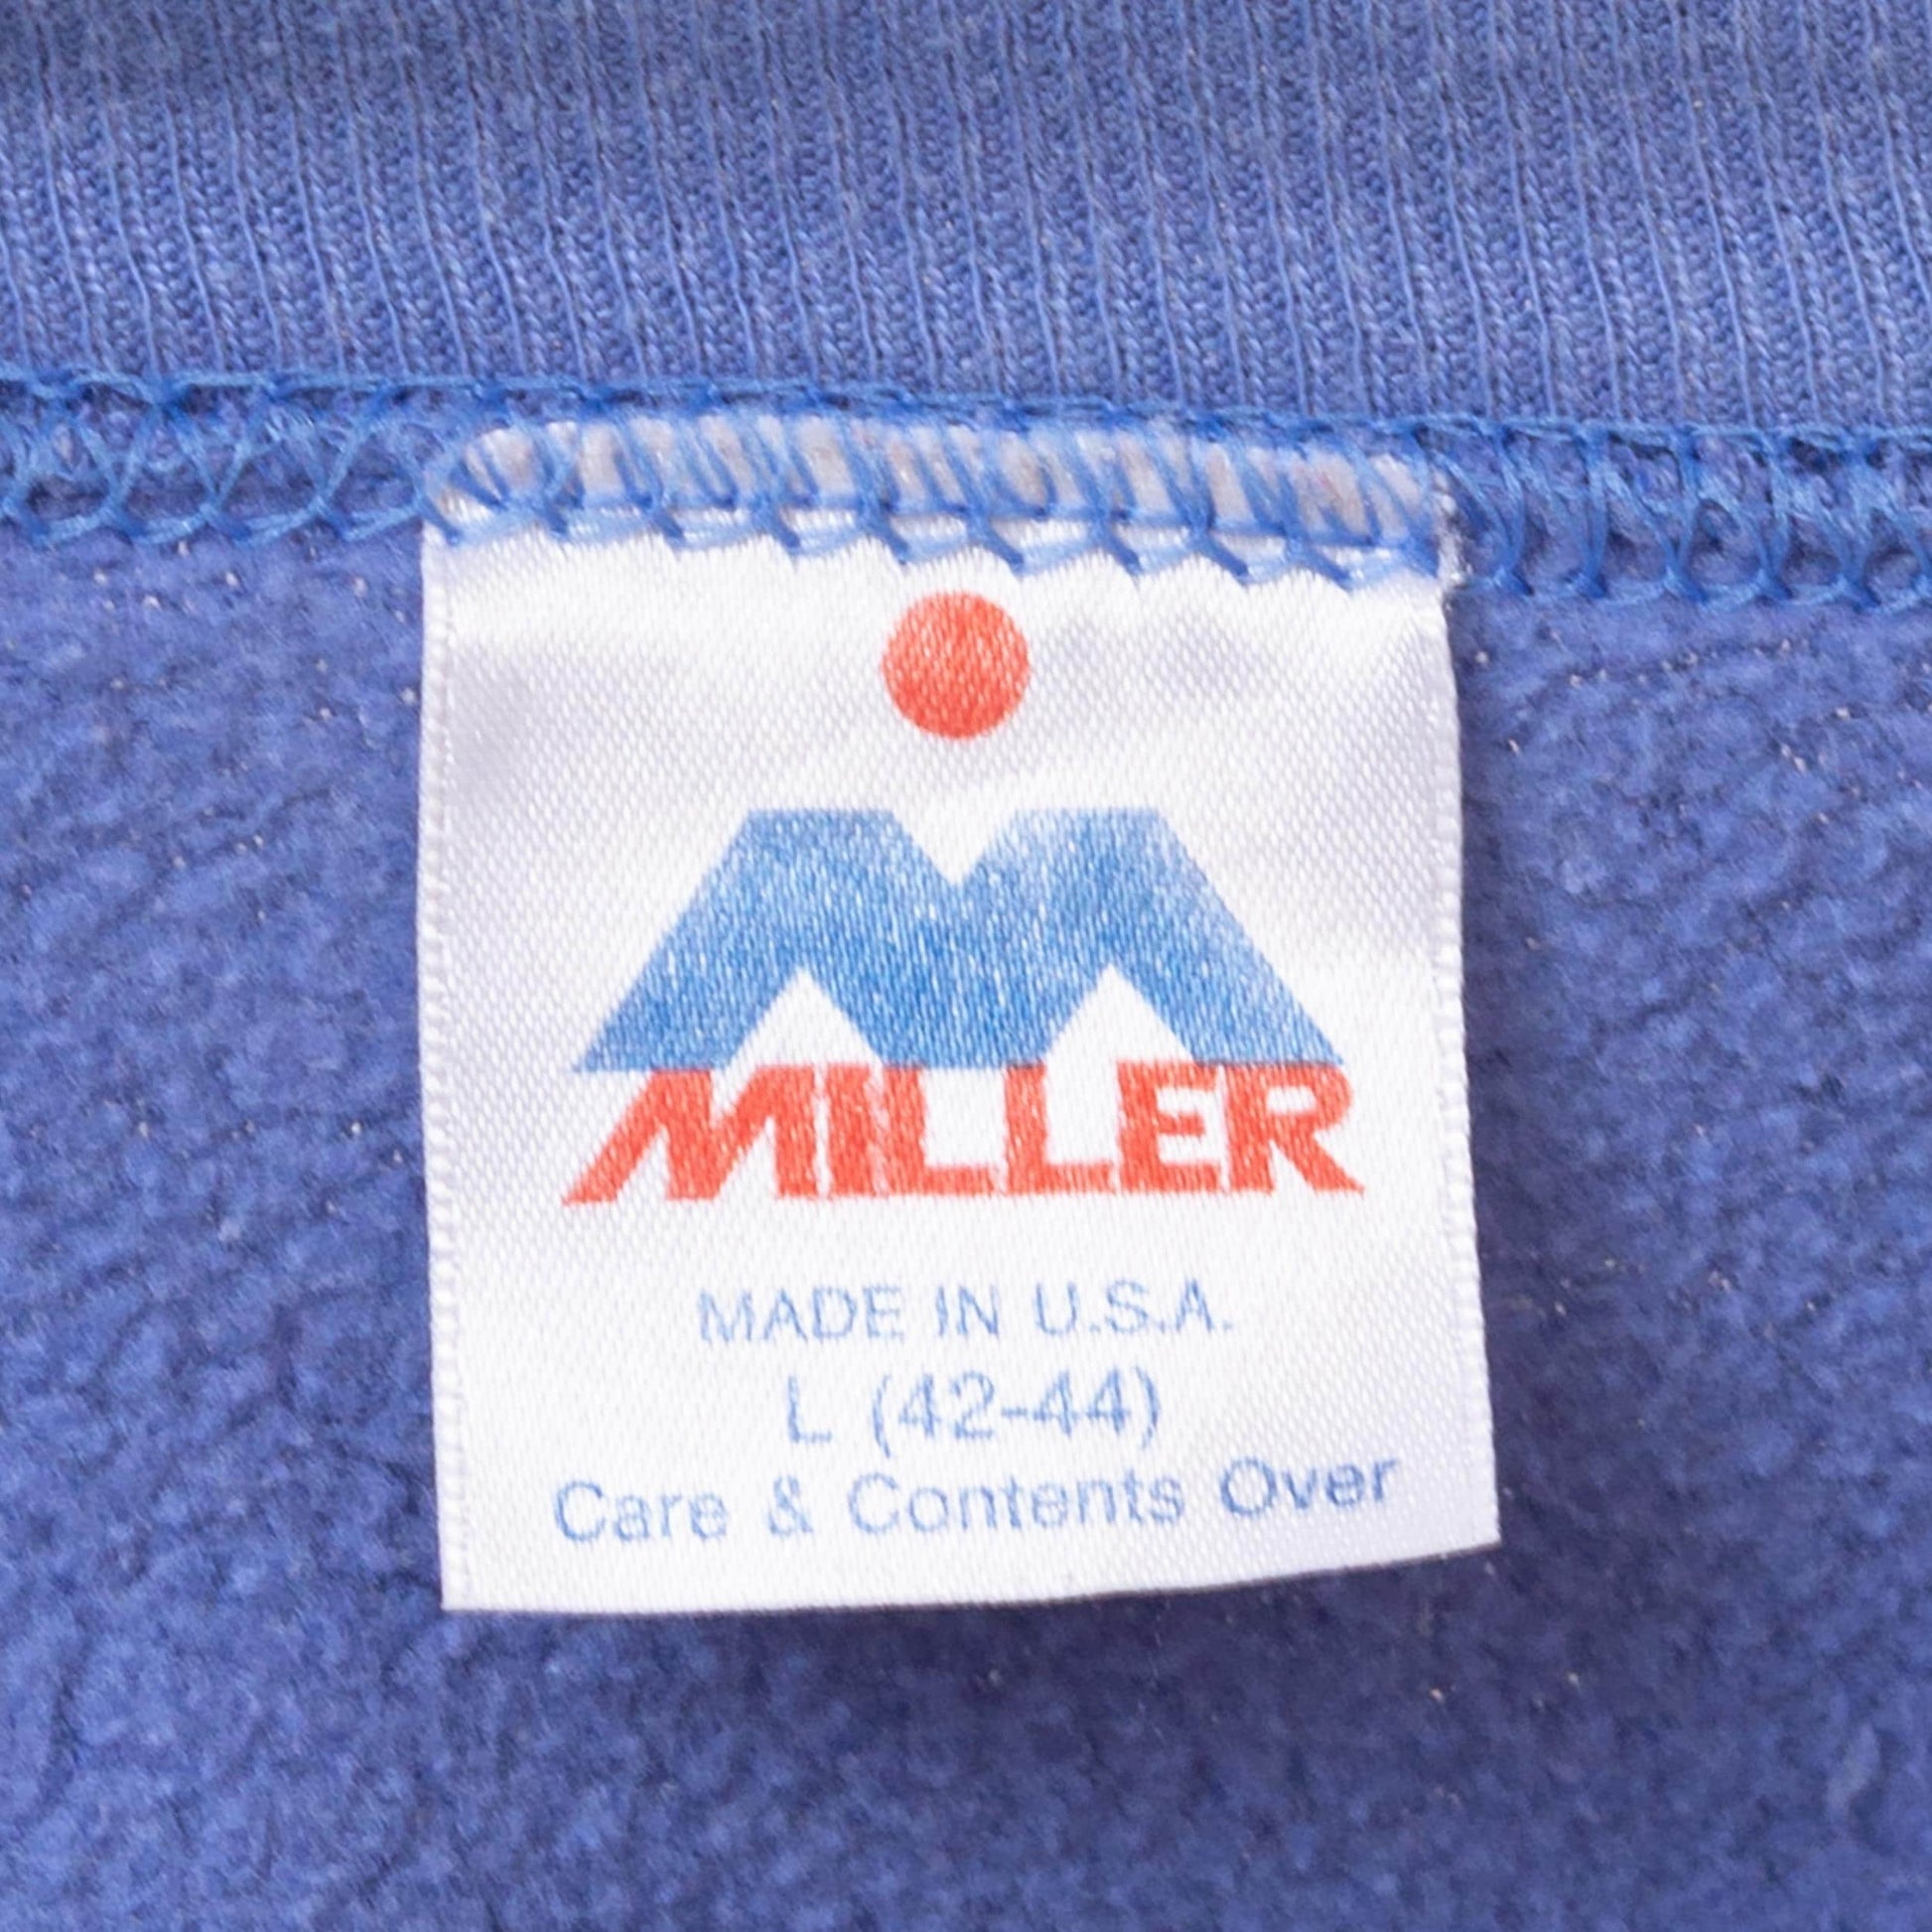 MILLER
MADE IN U.S.A.
L (42-44)
Care & Contents Over